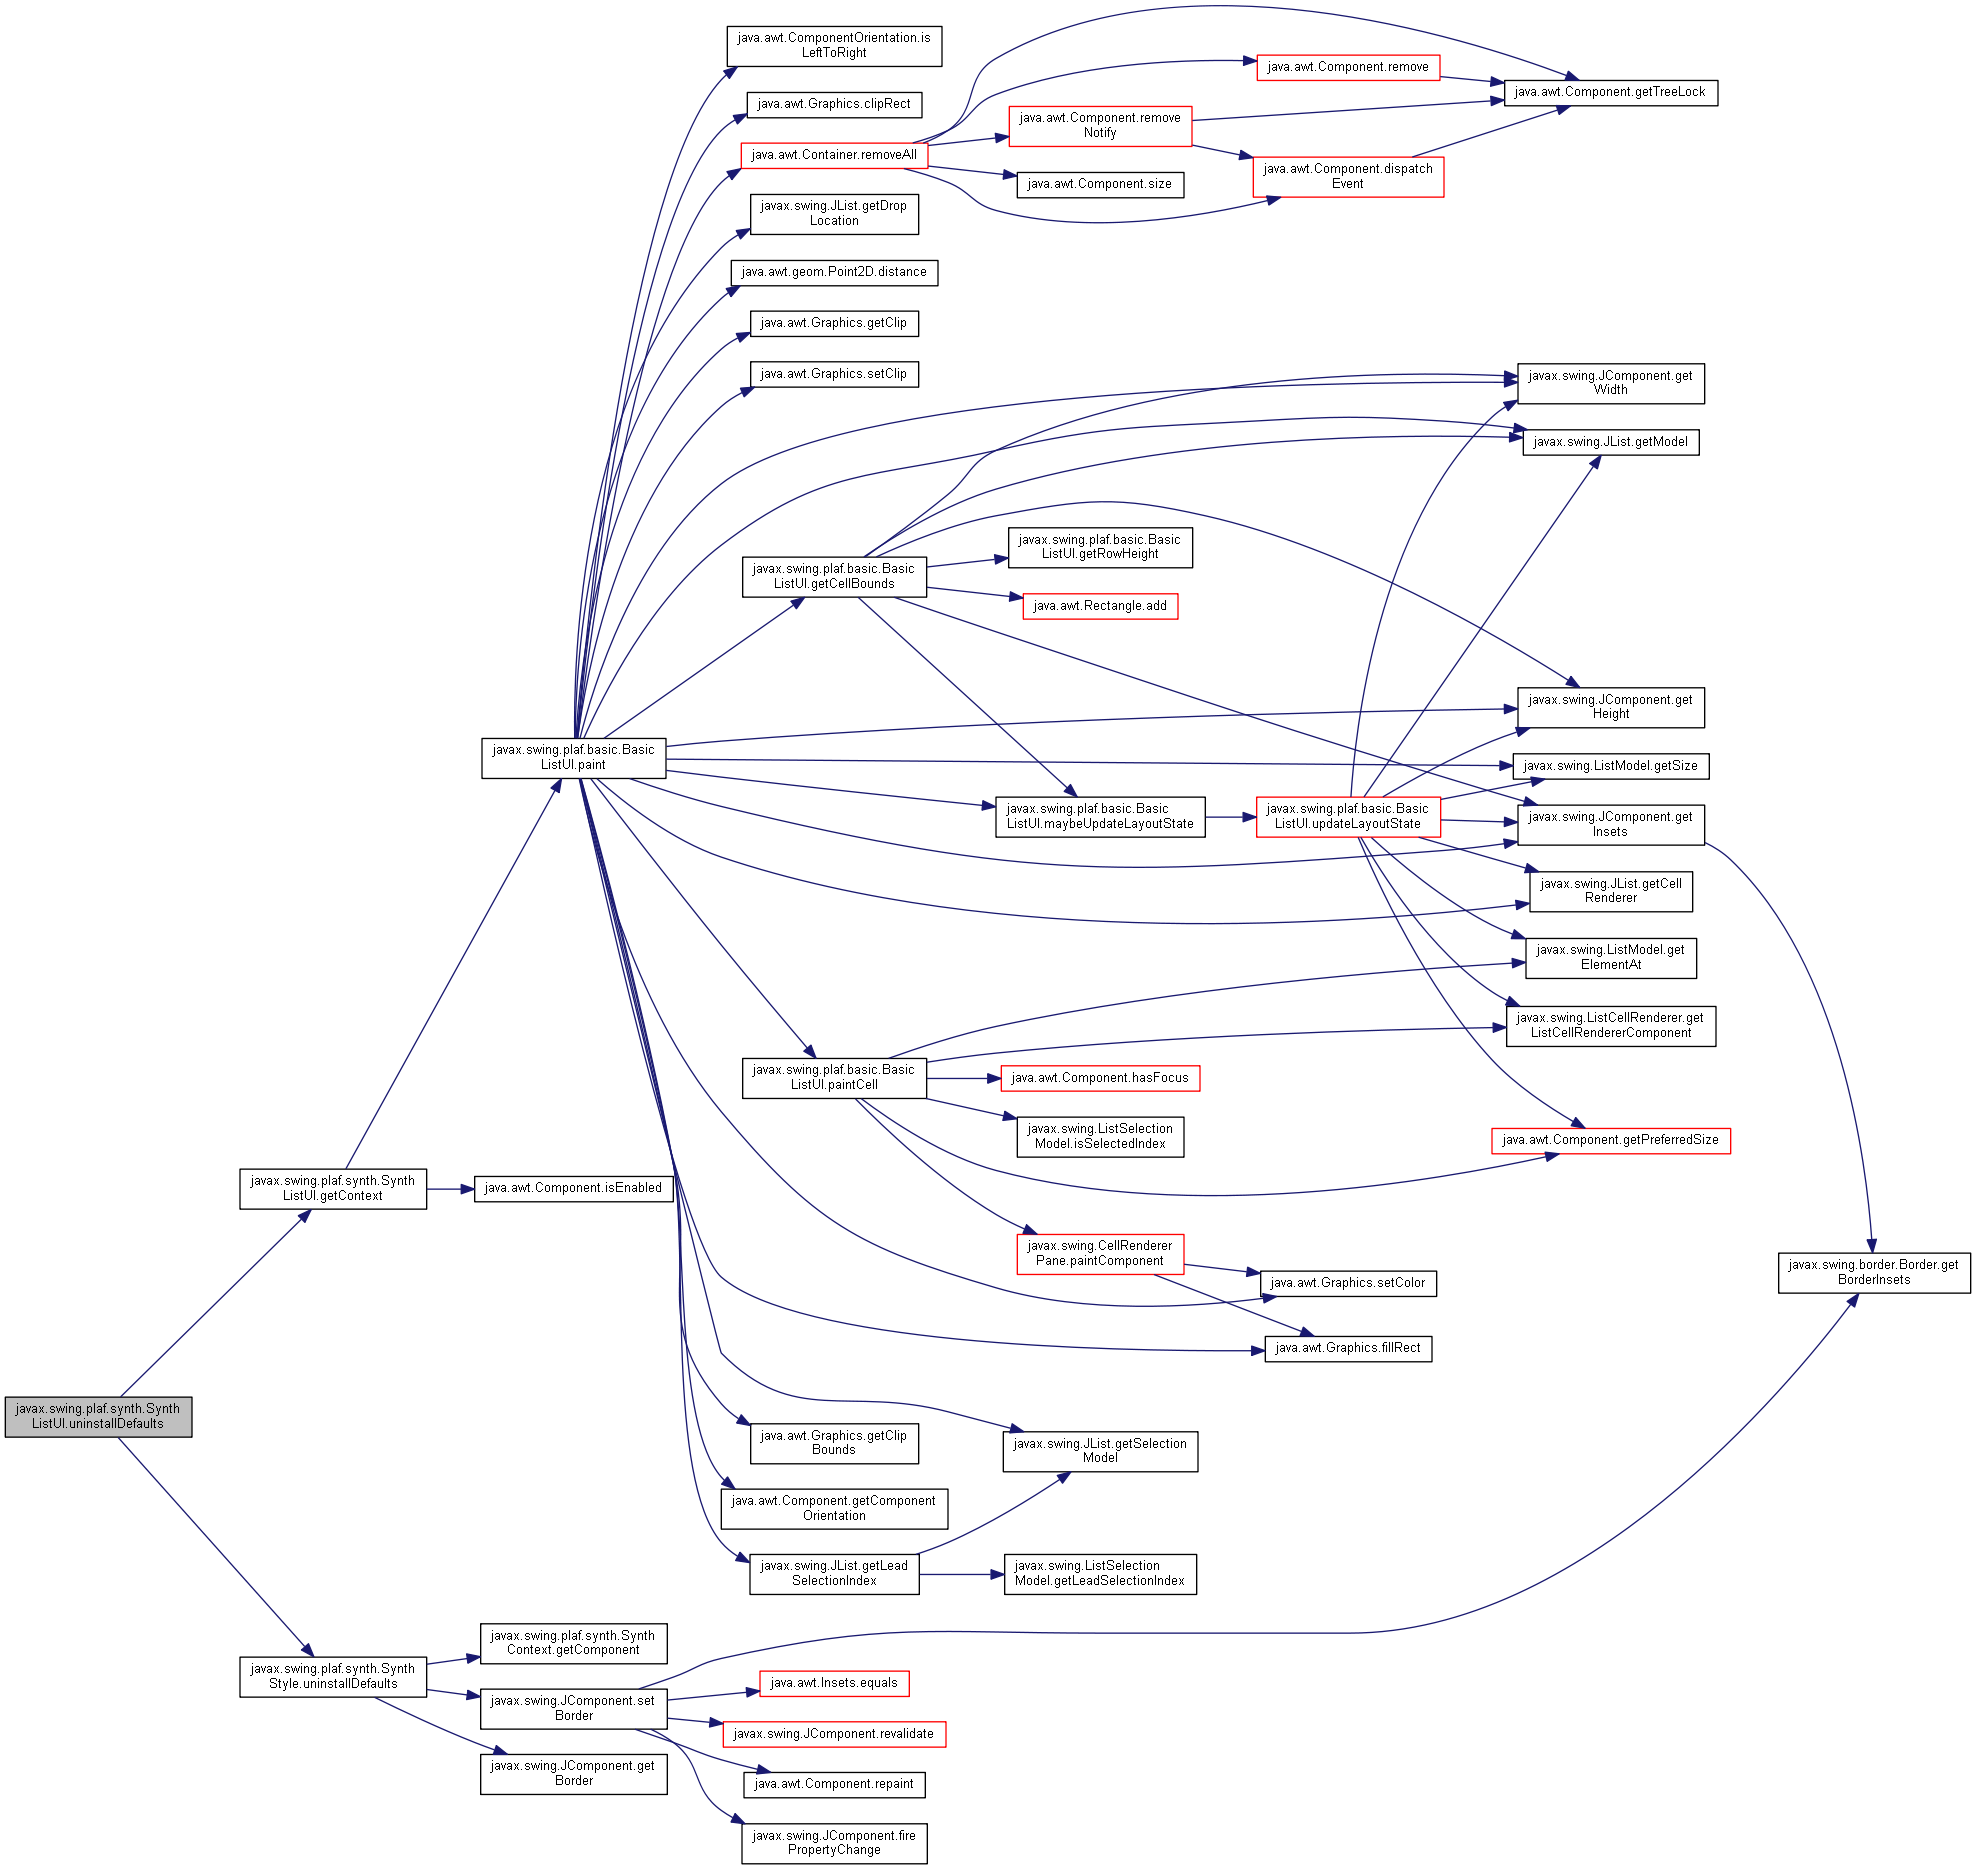 java.awt.ComponentOrientation.is
LeftToRight
java.awt.Graphics.clipRect
java.awt.Container.removeAll
javax.swing.JList.getDrop
Location
java.awt.geom.Point2D.distance
java.awt.Graphics.getClip
java.awt.Graphics.setClip
java.awt.Component.remove
java.awt.Component.getTreeLock
java.awt.Component.remove
Notify
java.awt.Component.dispatch
Event
java.awt.Component.size
javax.swing.JComponent.get
Width
javax.swing.JList.getModel
javax.swing.plaf.basic.Basic
ListUI.getRowHeight
javax.swing.plaf.basic.Basic
ListUI.getCellBounds
java.awt.Rectangle.add
javax.swing.JComponent.get
Height
javax.swing.plaf.basic.Basic
ListUI.paint
javax.swing.ListModel.getSize
javax.swing.plaf.basic.Basic
ListUI.maybeUpdateLayoutState
javax.swing.plaf.basic.Basic
ListUI.updateLayoutState
javax.swing.JComponent.get
Insets
javax.swing.JList.getCell
Renderer
javax.swing.ListModel.get
ElementAt
javax.swing.ListCellRenderer.get
ListCellRendererComponent
javax.swing.plaf.basic.Basic
ListUI.paintCell
java.awt.Component.hasFocus
javax.swing.ListSelection
Model.isSelectedIndex
java.awt.Component.getPreferredSize
javax.swing.plaf.synth.Synth
ListUI.getContext
java.awt.Component.isEnabled
javax.swing.CellRenderer
Pane.paintComponent
java.awt.Graphics.setColor
javax.swing.border.Border.get
BorderInsets
java.awt.Graphics.fillRect
javax.swing.plaf.synth.Synth
ListUI.uninstallDefaults
java.awt.Graphics.getClip
Bounds
javax.swing.JList.getSelection
Model
java.awt.Component.getComponent
Orientation
javax.swing.JList.getLead
SelectionIndex
javax.swing.ListSelection
Model.getLeadSelectionIndex
javax.swing.plaf.synth.Synth
Context.getComponent
javax.swing.plaf.synth.Synth
Style.uninstallDefaults
javax.swing.JComponent.set
Border
java.awt.Insets.equals
javax.swing.JComponent.revalidate
javax.swing.JComponent.get
Border
java.awt.Component.repaint
javax.swing.JComponent.fire
PropertyChange